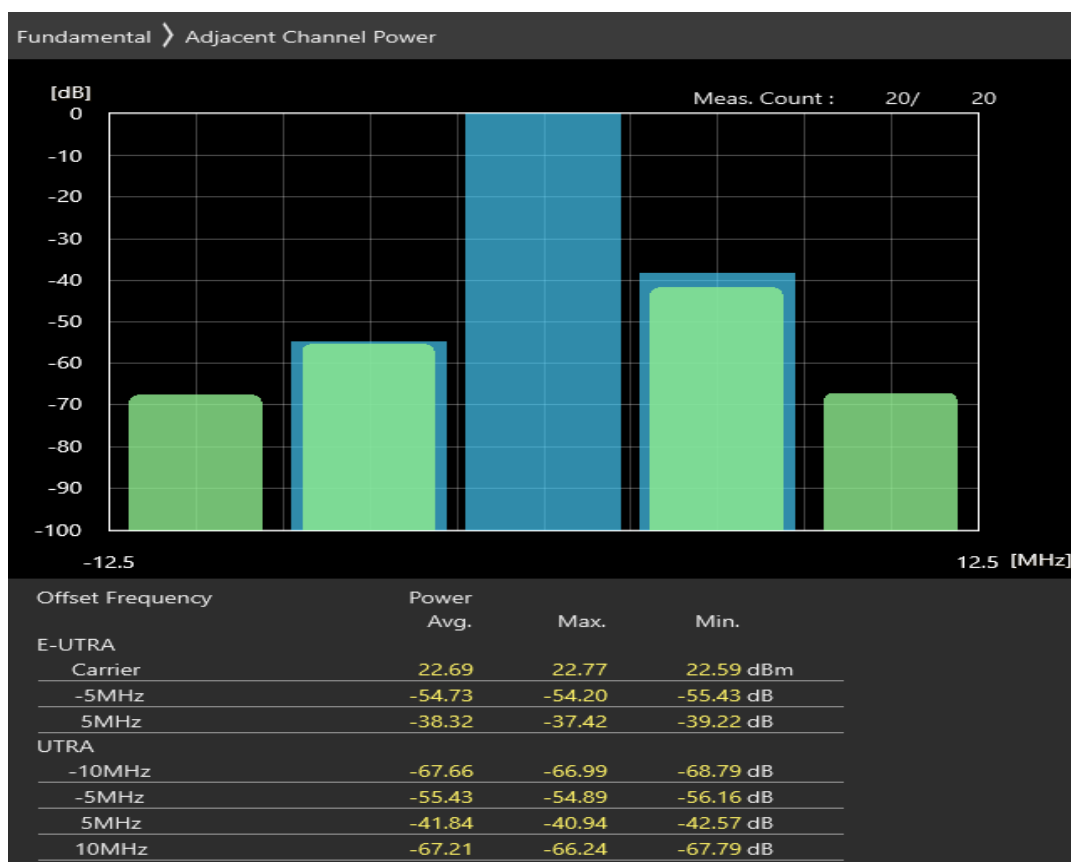 Fundamental ❯ Adjacent Channel Power
[dB]
Meas. Count : 20/ 20
0
-10
-20
-30
-40
-50
-60
-70
-80
-90
-100
-12.5 12.5 [MHz]
Offset Frequency Power
Avg. Max. Min.
E-UTRA
Carrier 22.69 22.77 22.59 dBm
-5MHz -54.73 -54.20 -55.43 dB
5MHz -38.32 -37.42 -39.22 dB
UTRA
-10MHz -67.66 -66.99 -68.79 dB
-5MHz -55.43 -54.89 -56.16 dB
5MHz -41.84 -40.94 -42.57 dB
10MHz -67.21 -66.24 -67.79 dB